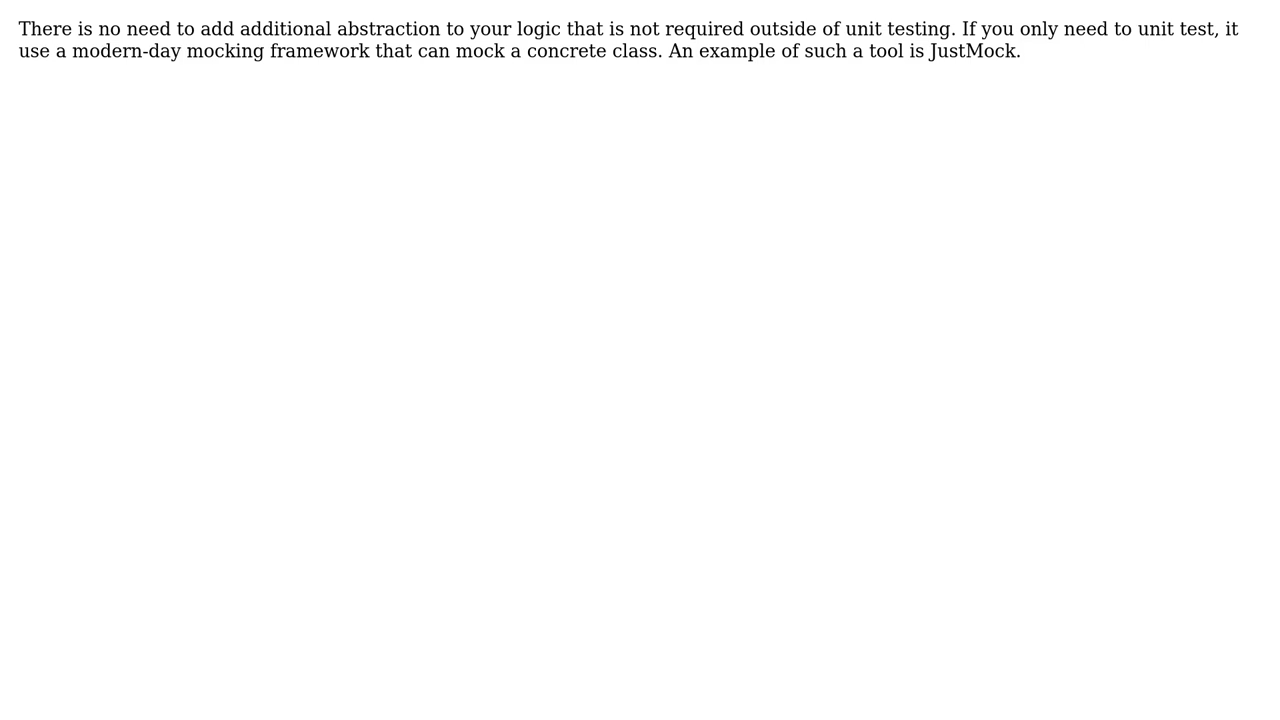 There is no need to add additional abstraction to your logic that is not required outside of unit testing. If you only need to unit test, it
use a modern-day mocking framework that can mock a concrete class. An example of such a tool is JustMock.